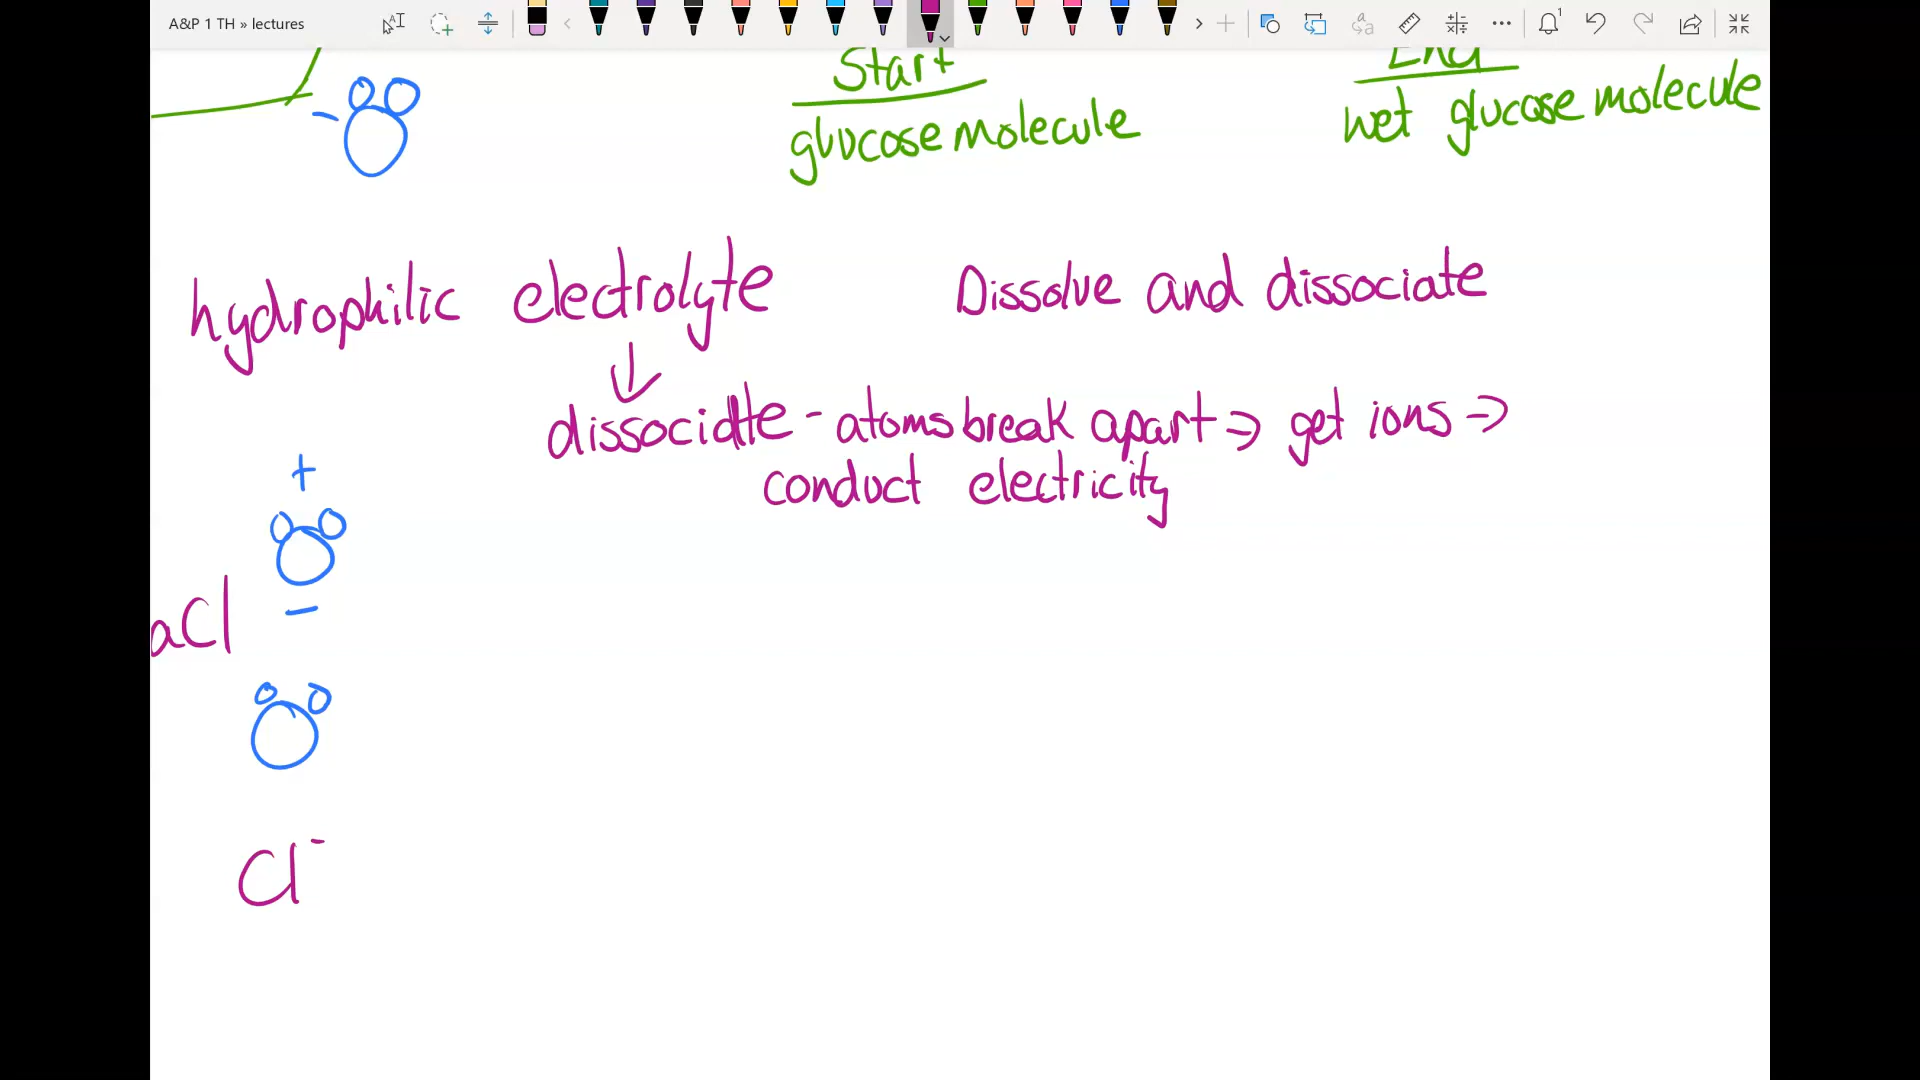 A&P 1 TH » lectures
Start
End
glucose molecule
wet glucose molecule
hydrophilic electrolyte
Dissolve and dissociate
dissociate - atoms break apart => get ions =>
conduct electricity
+
-
aCl
-
Cl-